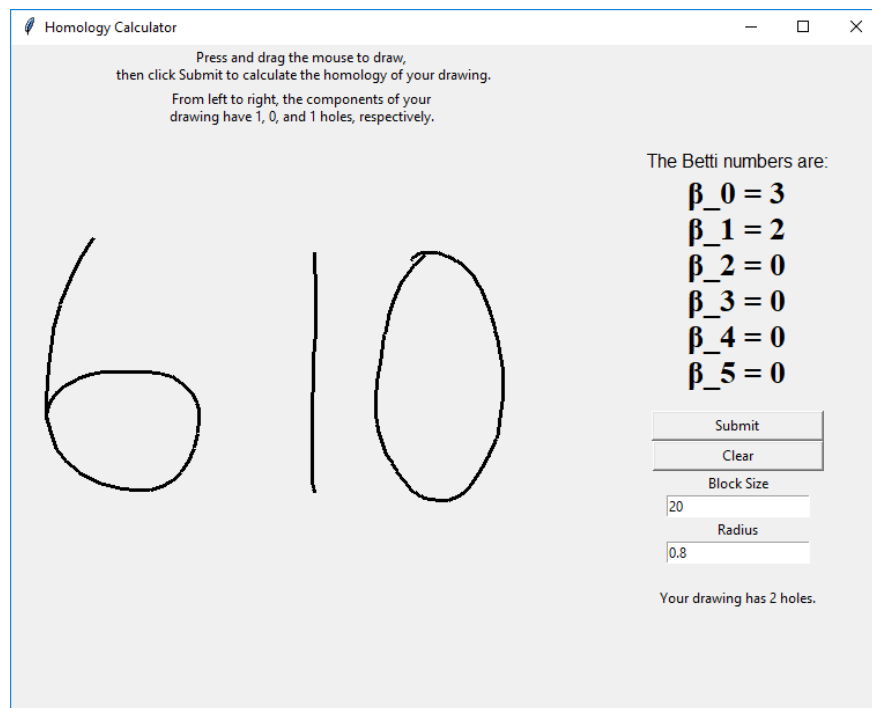 Homology Calculator
Press and drag the mouse to draw,
then click Submit to calculate the homology of your drawing.
From left to right, the components of your
drawing have 1, 0, and 1 holes, respectively.
610
The Betti numbers are:
β_0 = 3
β_1 = 2
β_2 = 0
β_3 = 0
β_4 = 0
β_5 = 0
Submit
Clear
Block Size
20
Radius
0.8
Your drawing has 2 holes.